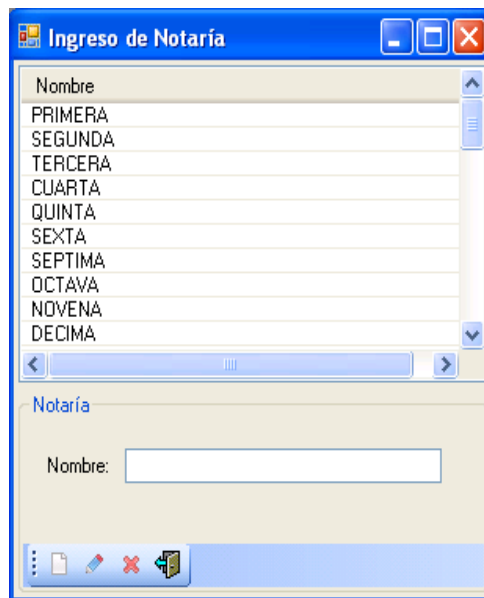 Ingreso de Notaría
Nombre
PRIMERA
SEGUNDA
TERCERA
CUARTA
QUINTA
SEXTA
SEPTIMA
OCTAVA
NOVENA
DECIMA
Notaría
Nombre: